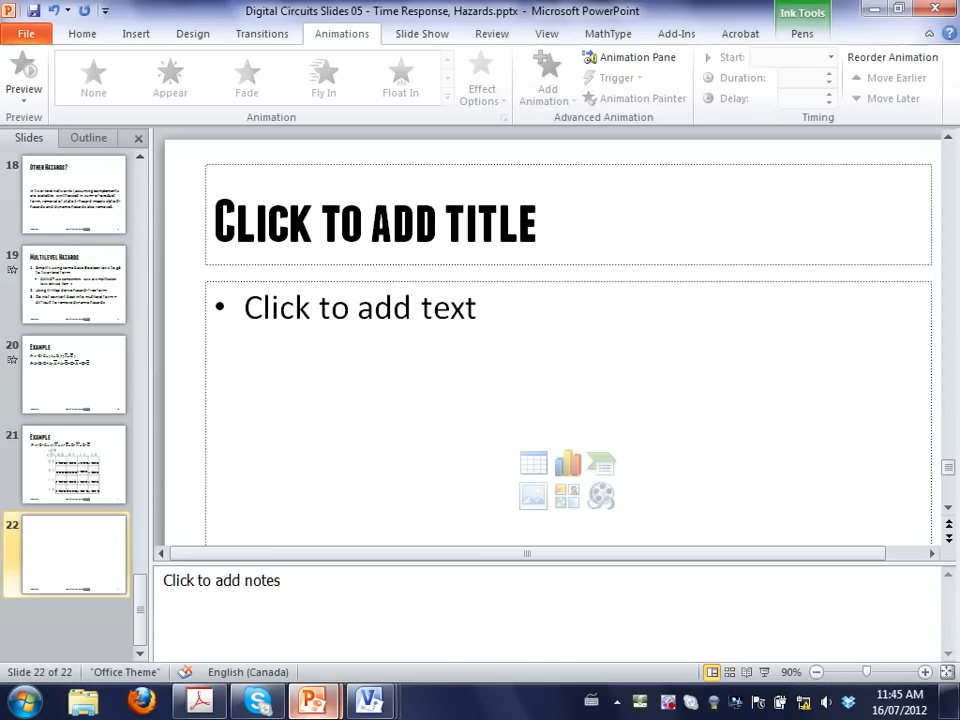 Digital Circuits Slides 05 - Time Response, Hazards.pptx - Microsoft PowerPoint
Ink Tools
File
Home
Insert
Design
Transitions
Animations
Slide Show
Review
View
MathType
Add-Ins
Acrobat
Pens
Preview
None
Appear
Fade
Fly In
Float In
Effect Options
Add Animation
Animation Pane
Trigger
Animation Painter
Start:
Duration:
Delay:
Reorder Animation
Move Earlier
Move Later
Preview
Animation
Advanced Animation
Timing
Slides
Outline
18
Other Hazards?
19
Multilevel Hazards
20
Example
21
Example
22
Click to add title
• Click to add text
Click to add notes
Slide 22 of 22
"Office Theme"
English (Canada)
90%
11:45 AM
16/07/2012